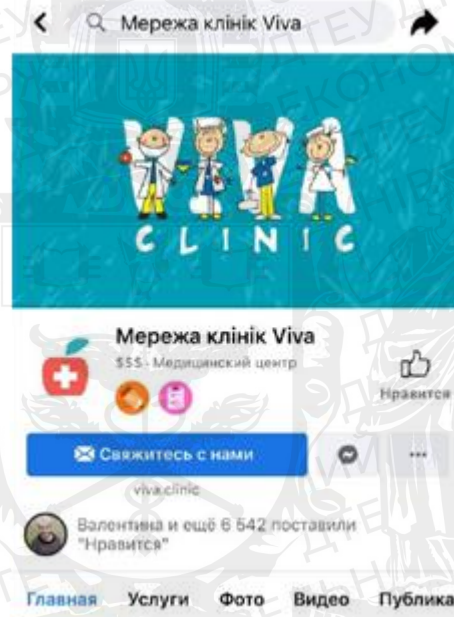 Мережа клінік Viva
VIVA
CLINIC
Мережа клінік Viva
$$$ · Медицинский центр
Нравится
Свяжитесь с нами
viva.clinic
Валентина и ещё 6 542 поставили
"Нравится"
Главная Услуги Фото Видео Публика